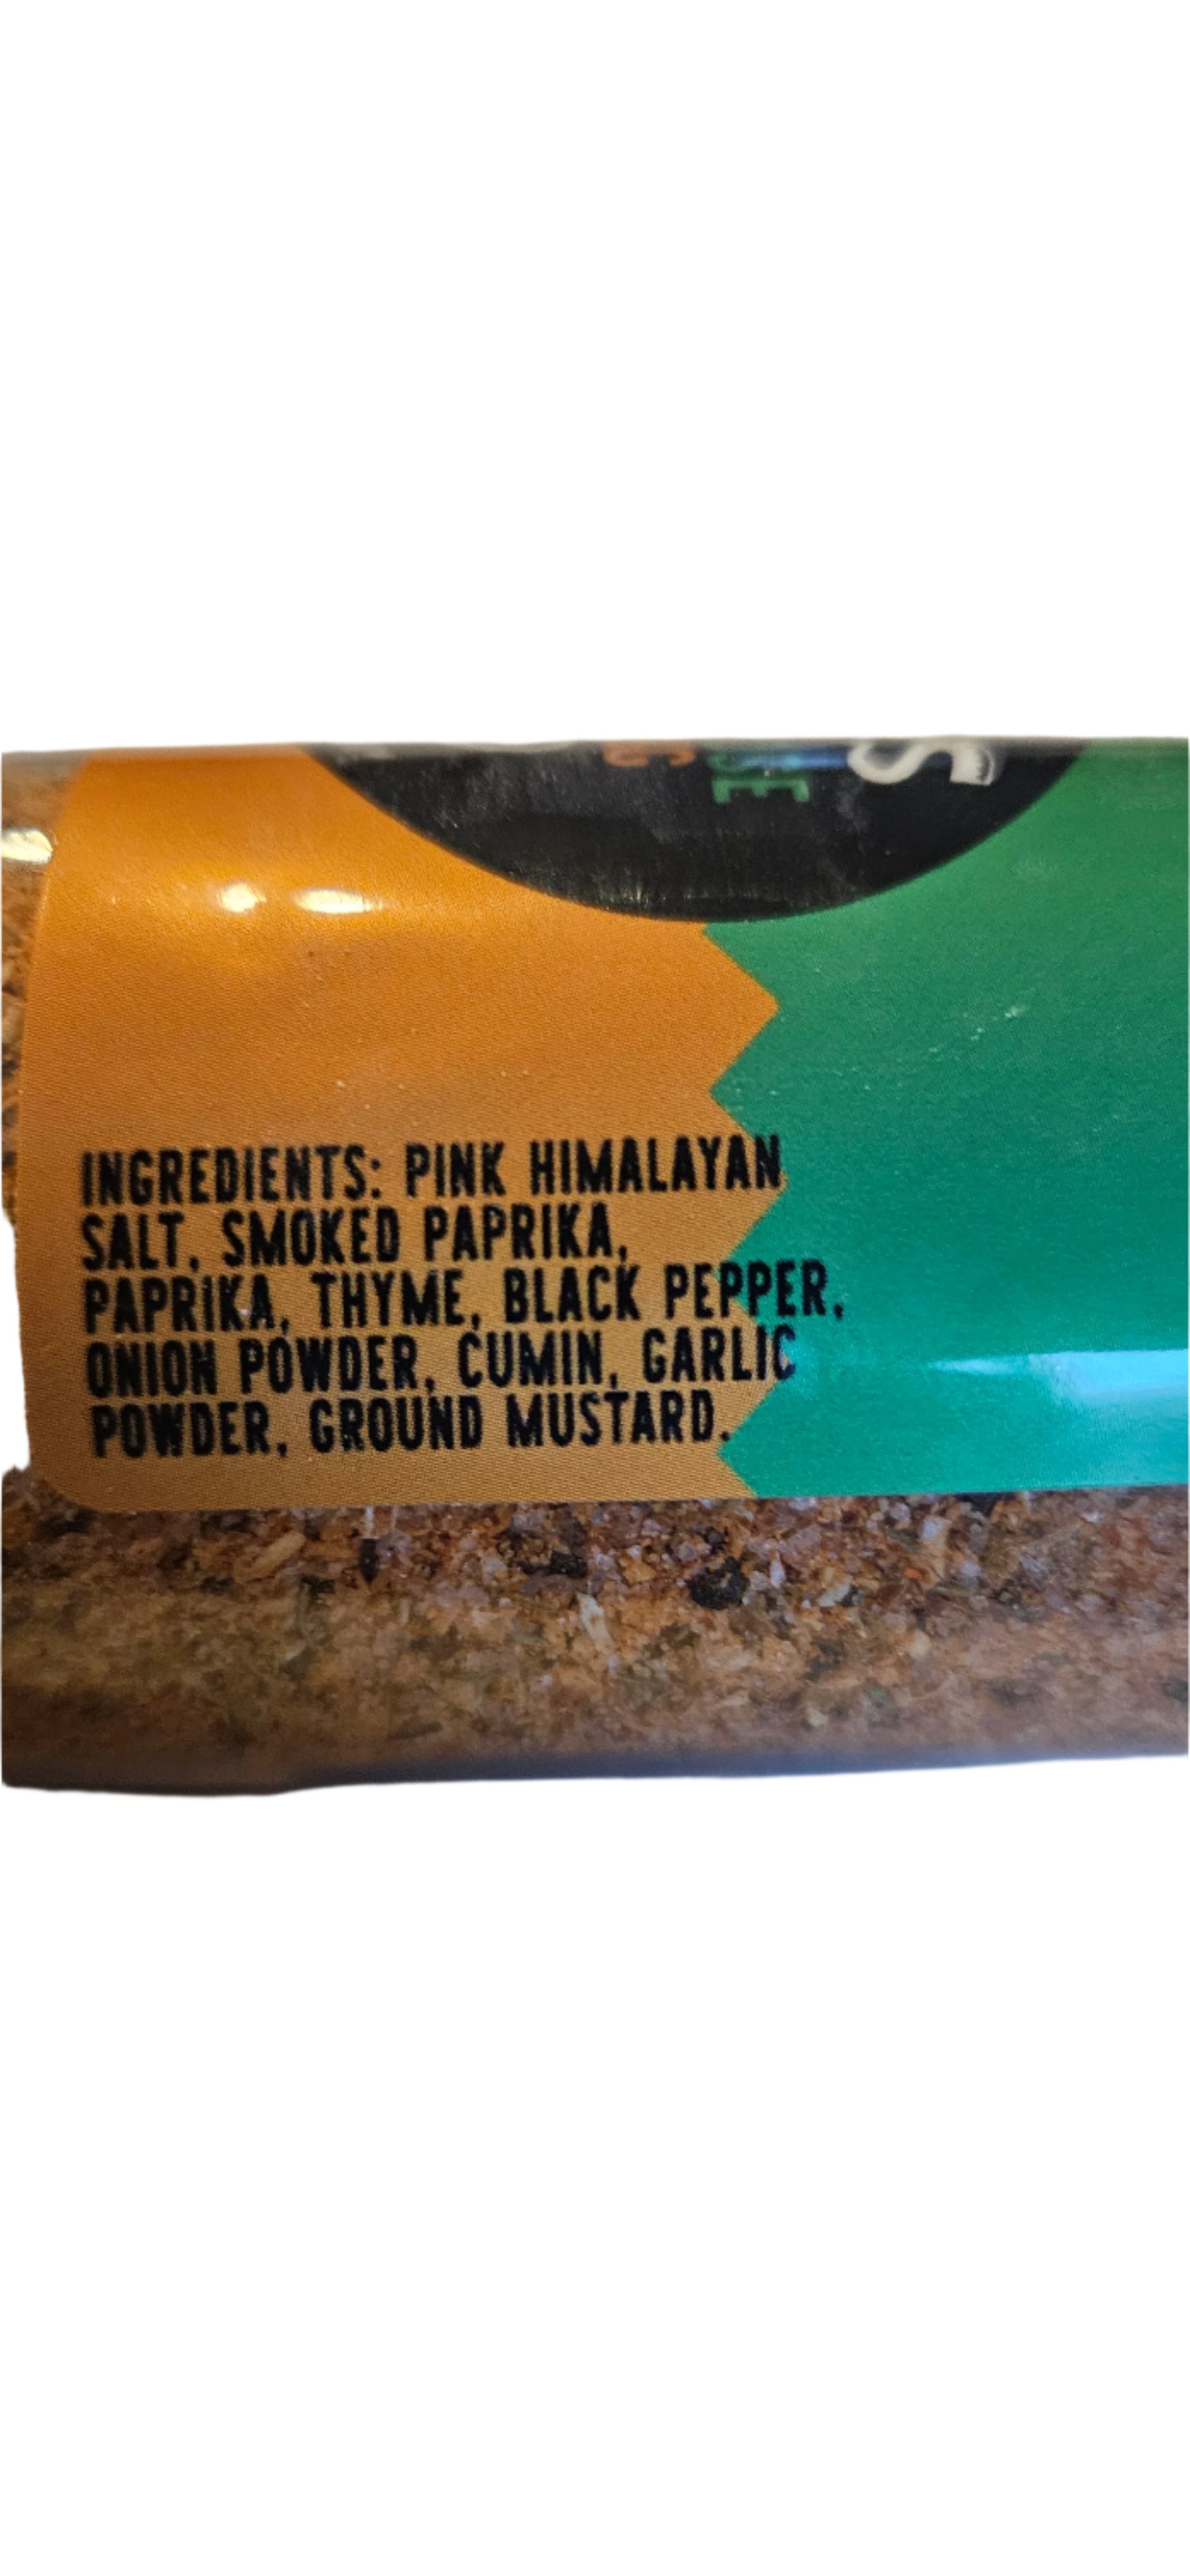 INGREDIENTS: PINK HIMALAYAN
SALT, SMOKED PAPRIKA,
PAPRIKA, THYME, BLACK PEPPER,
ONION POWDER, CUMIN, GARLIC
POWDER, GROUND MUSTARD.